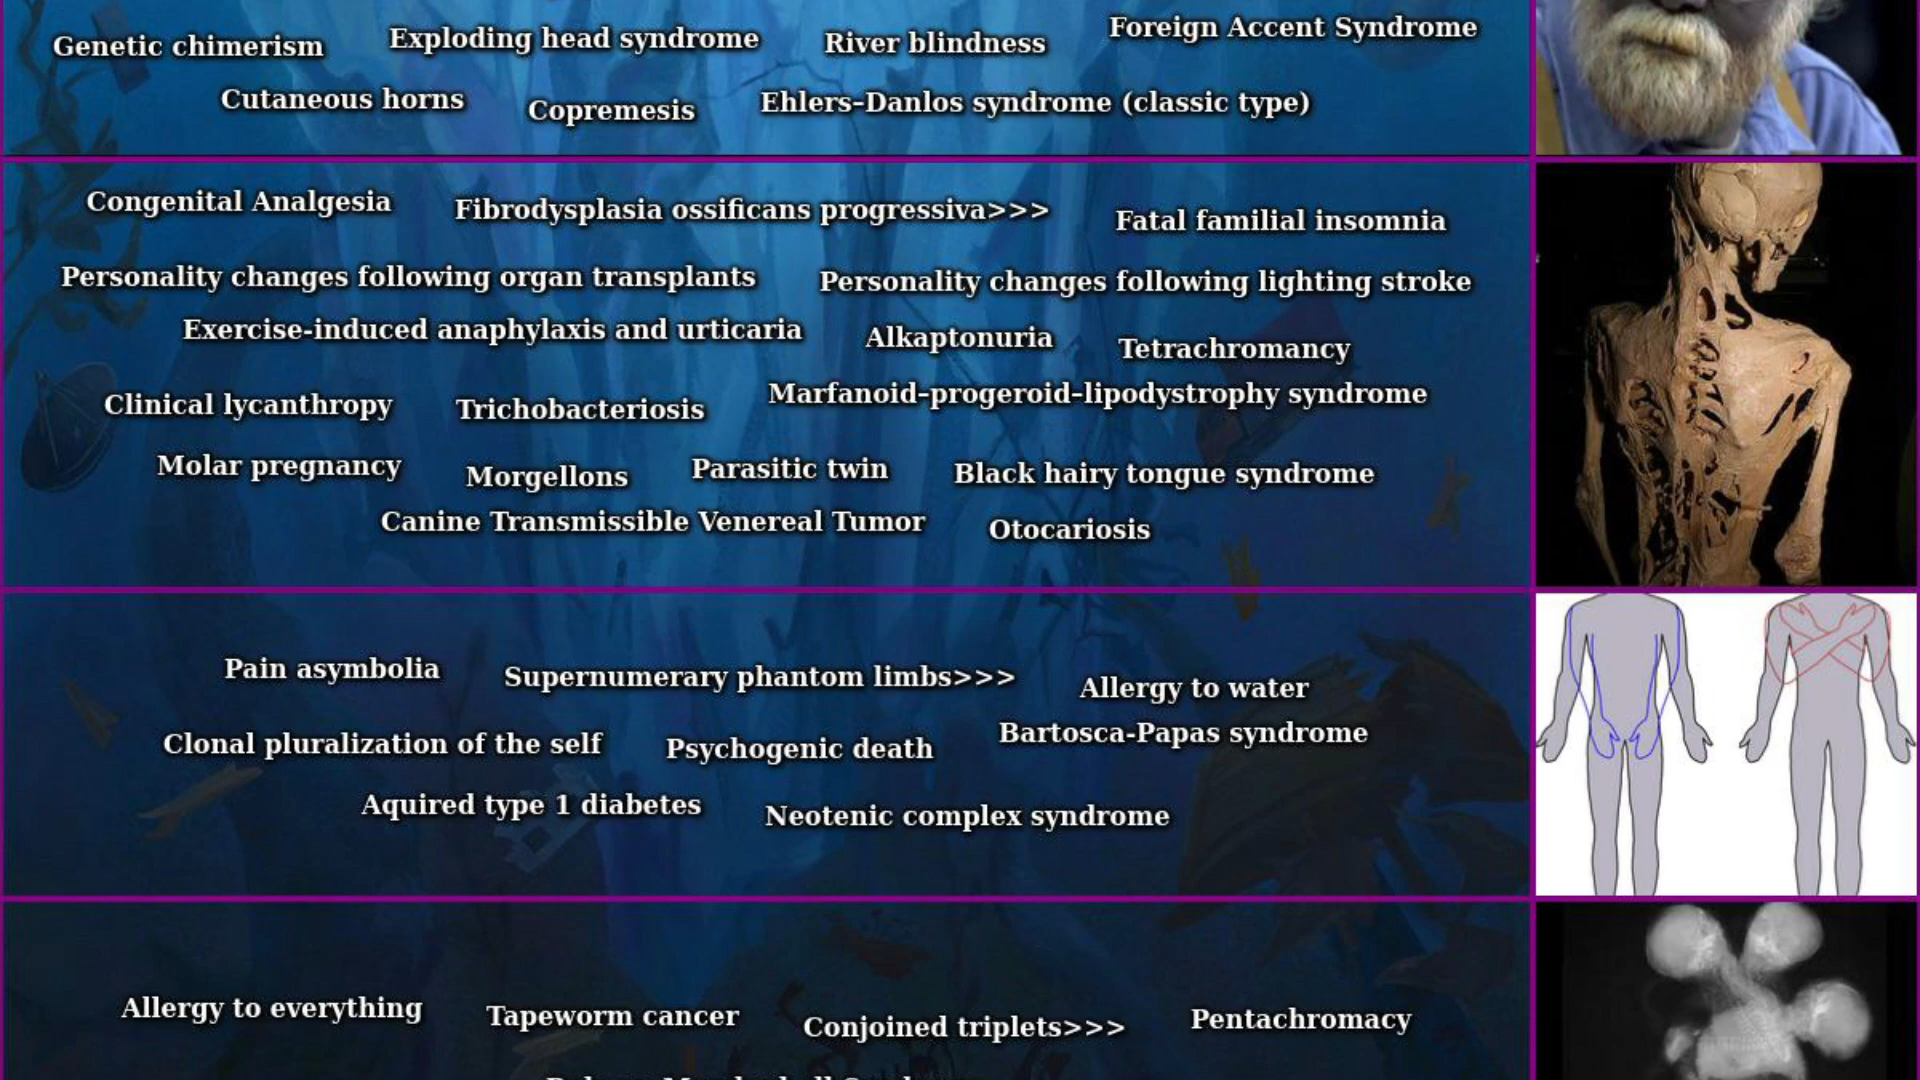 Genetic chimerism
Exploding head syndrome
River blindness
Foreign Accent Syndrome
Cutaneous horns
Copremesis
Ehlers–Danlos syndrome (classic type)
Congenital Analgesia
Fibrodysplasia ossificans progressiva>>>
Fatal familial insomnia
Personality changes following organ transplants
Personality changes following lighting stroke
Exercise-induced anaphylaxis and urticaria
Alkaptonuria
Tetrachromancy
Clinical lycanthropy
Trichobacteriosis
Marfanoid–progeroid–lipodystrophy syndrome
Molar pregnancy
Morgellons
Parasitic twin
Black hairy tongue syndrome
Canine Transmissible Venereal Tumor
Otocariosis
Pain asymbolia
Supernumerary phantom limbs>>>
Allergy to water
Clonal pluralization of the self
Psychogenic death
Bartosca-Papas syndrome
Aquired type 1 diabetes
Neotenic complex syndrome
Allergy to everything
Tapeworm cancer
Conjoined triplets>>>
Pentachromacy